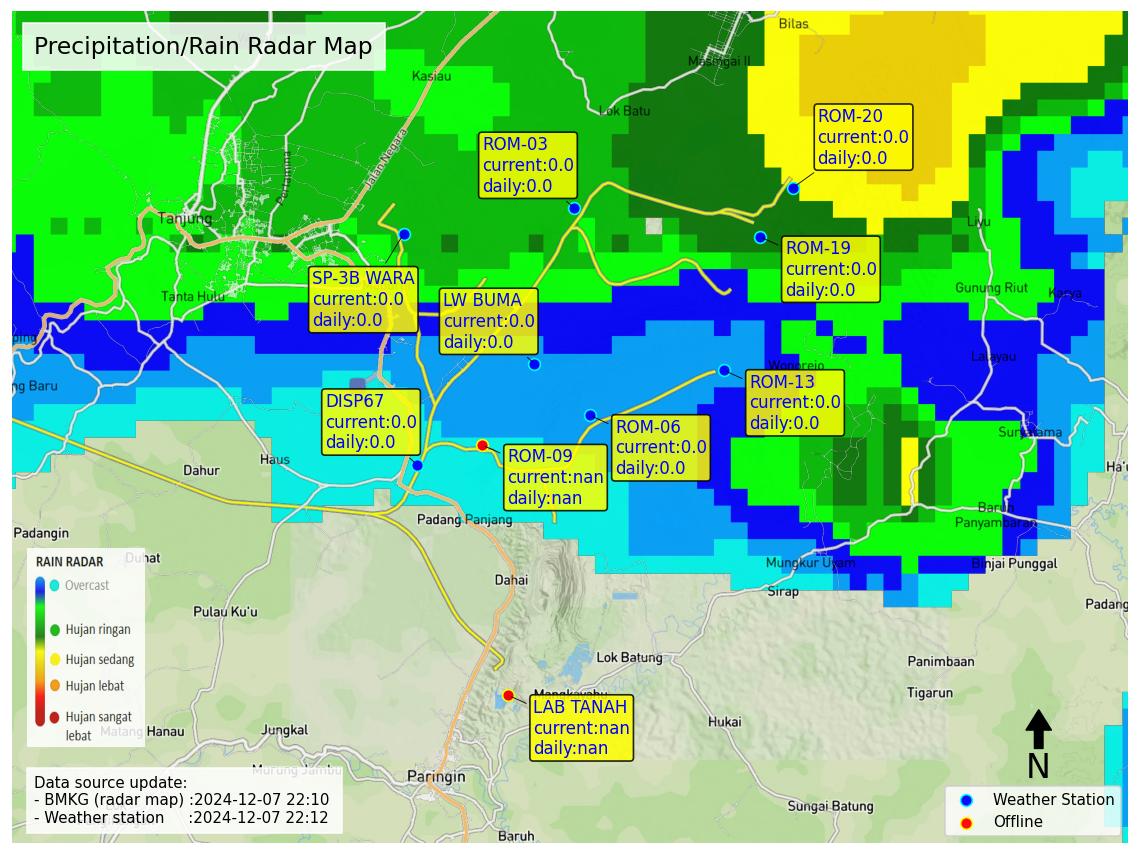 Precipitation/Rain Radar Map
Bilas
Masingai II
Kasiau
Lok Batu
ROM-20
current:0.0
daily:0.0
ROM-03
current:0.0
daily:0.0
Jalan Negara
Pertamina
Tanjung
Liyu
ROM-19
current:0.0
daily:0.0
SP-3B WARA
current:0.0
daily:0.0
LW BUMA
current:0.0
daily:0.0
Tanta Hulu
Gunung Riut
Karya
ping
Lalayau
Wonorejo
ng Baru
ROM-13
current:0.0
daily:0.0
DISP67
current:0.0
daily:0.0
ROM-06
current:0.0
daily:0.0
Suryatama
ROM-09
current:nan
daily:nan
Haus
Dahur
Ha'u
Padang Panjang
Barun
Panyambaran
Padangin
Duhat
Mungkur Uyam
Binjai Punggal
Dahai
Sirap
Padang
Pulau Ku'u
RAIN RADAR
Overcast
Hujan ringan
Hujan sedang
Hujan lebat
Hujan sangat
lebat
Lok Batung
Panimbaan
Tigarun
Mangkayahu
LAB TANAH
current:nan
daily:nan
Matang Hanau
Jungkal
Hukai
Murung Jambu
Paringin
N
Data source update:
- BMKG (radar map) :2024-12-07 22:10
- Weather station :2024-12-07 22:12
Sungai Batung
Baruh
Weather Station
Offline